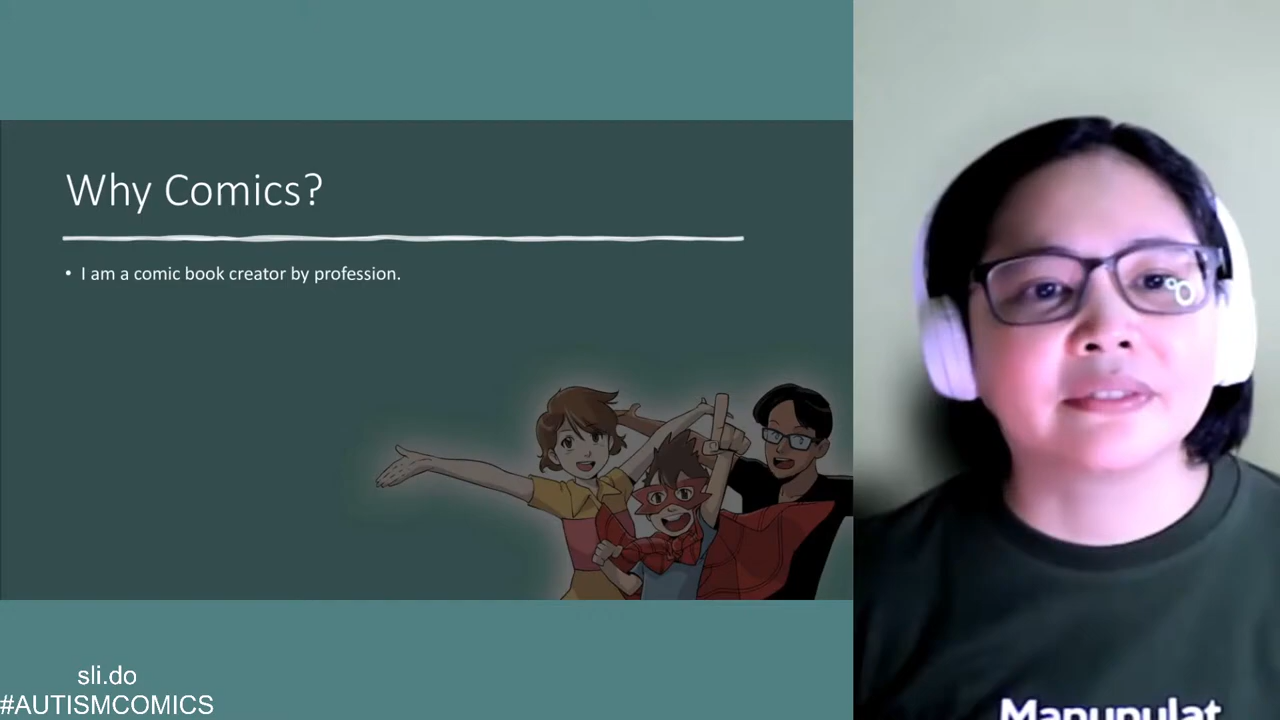 Why Comics?
• I am a comic book creator by profession.
sli.do
#AUTISMCOMICS
Manunulat